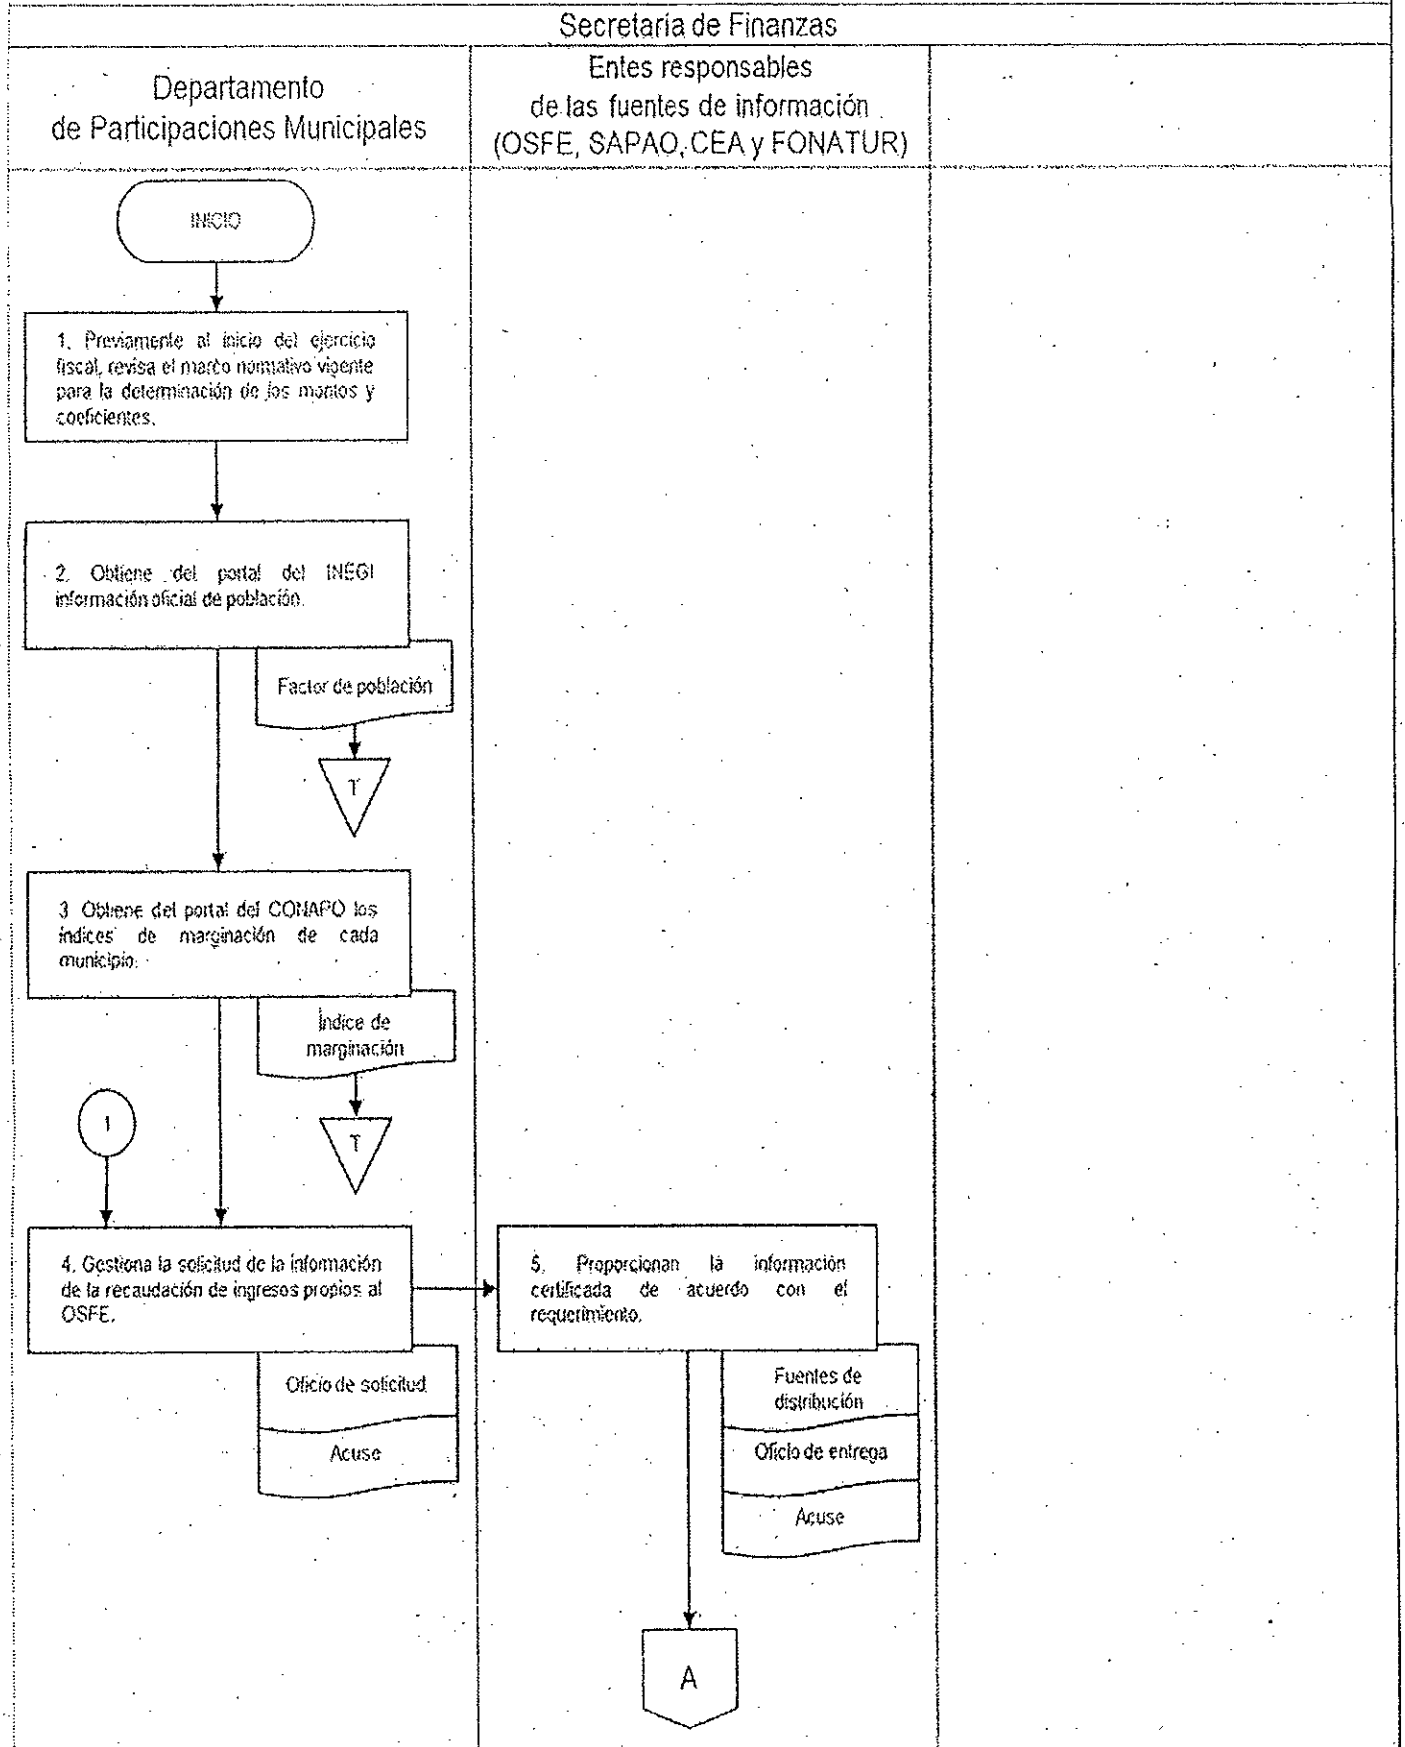 Secretaría de Finanzas
Departamento
de Participaciones Municipales
Entes responsables
de las fuentes de información
(OSFE, SAPAO, CEA y FONATUR)
INICIO
1. Previamente al inicio del ejercicio
fiscal, revisa el marco normativo vigente
para la determinación de los montos y
coeficientes.
2. Obtiene del portal del INEGI
información oficial de población.
Factor de población
T
3 Obtiene del portal del CONAPO los
índices de marginación de cada
municipio.
Índice de
marginación
T
1
4. Gestiona la solicitud de la información
de la recaudación de ingresos propios al
OSFE.
Oficio de solicitud
Acuse
5. Proporcionan la información
certificada de acuerdo con el
requerimiento.
Fuentes de
distribución
Oficio de entrega
Acuse
A